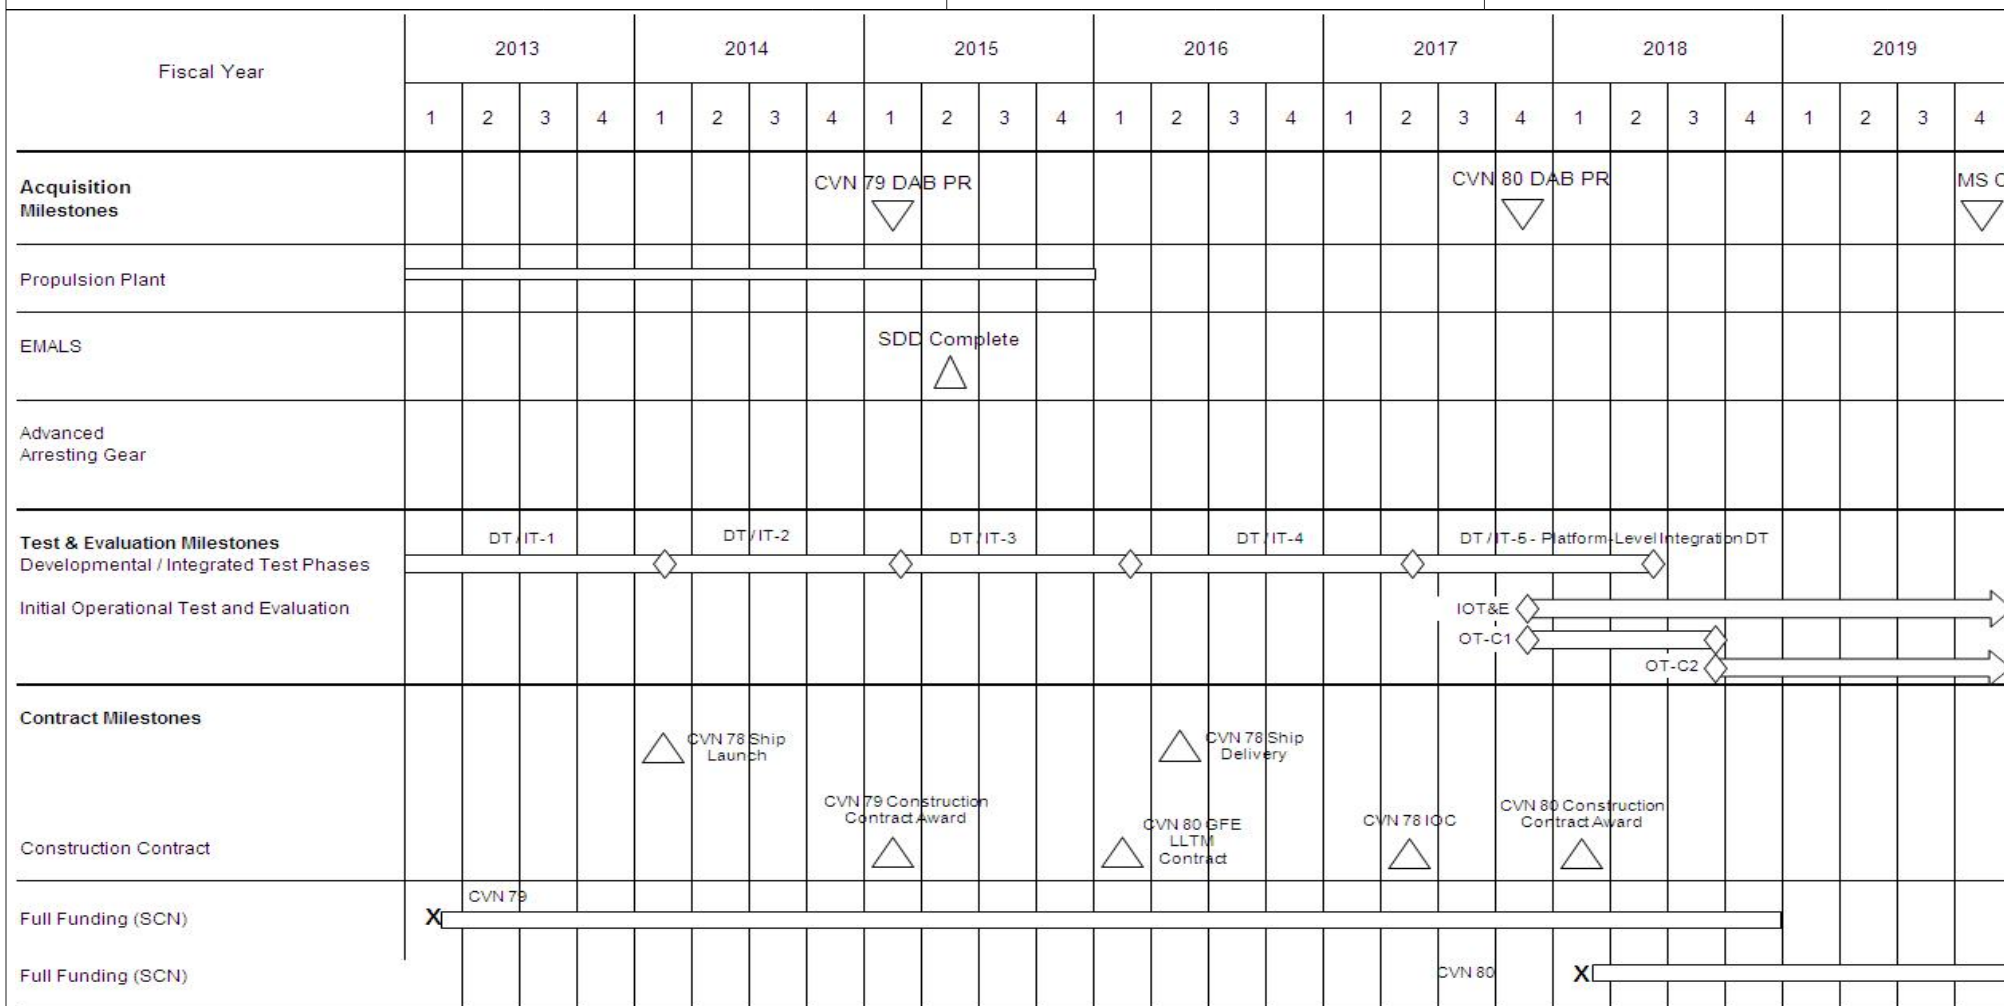 Fiscal Year
2013 2014 2015 2016 2017 2018 2019
1 2 3 4 1 2 3 4 1 2 3 4 1 2 3 4 1 2 3 4 1 2 3 4 1 2 3 4
Acquisition
Milestones
CVN 79 DAB PR
CVN 80 DAB PR
MS C
Propulsion Plant
EMALS
SDD Complete
Advanced
Arresting Gear
Test & Evaluation Milestones
Developmental / Integrated Test Phases
DT / IT-1
DT / IT-2
DT / IT-3
DT / IT-4
DT / IT-5 - Platform-Level Integration DT
Initial Operational Test and Evaluation
IOT&E
OT-C1
OT-C2
Contract Milestones
CVN 78 Ship
Launch
CVN 78 Ship
Delivery
Construction Contract
CVN 79 Construction
Contract Award
CVN 80 GFE
LLTM
Contract
CVN 78 IOC
CVN 80 Construction
Contract Award
Full Funding (SCN)
X
CVN 79
Full Funding (SCN)
CVN 80
X